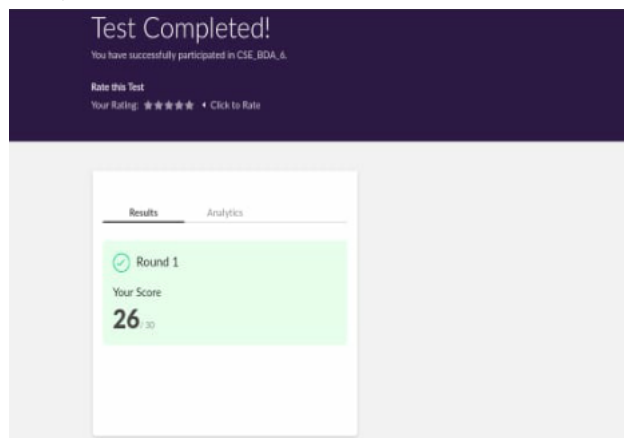 Test Completed!
You have successfully participated in CSE_BDA_6.
Rate this Test
Your Rating: ★★★★★ Click to Rate
Results Analytics
Round 1
Your Score
26/30